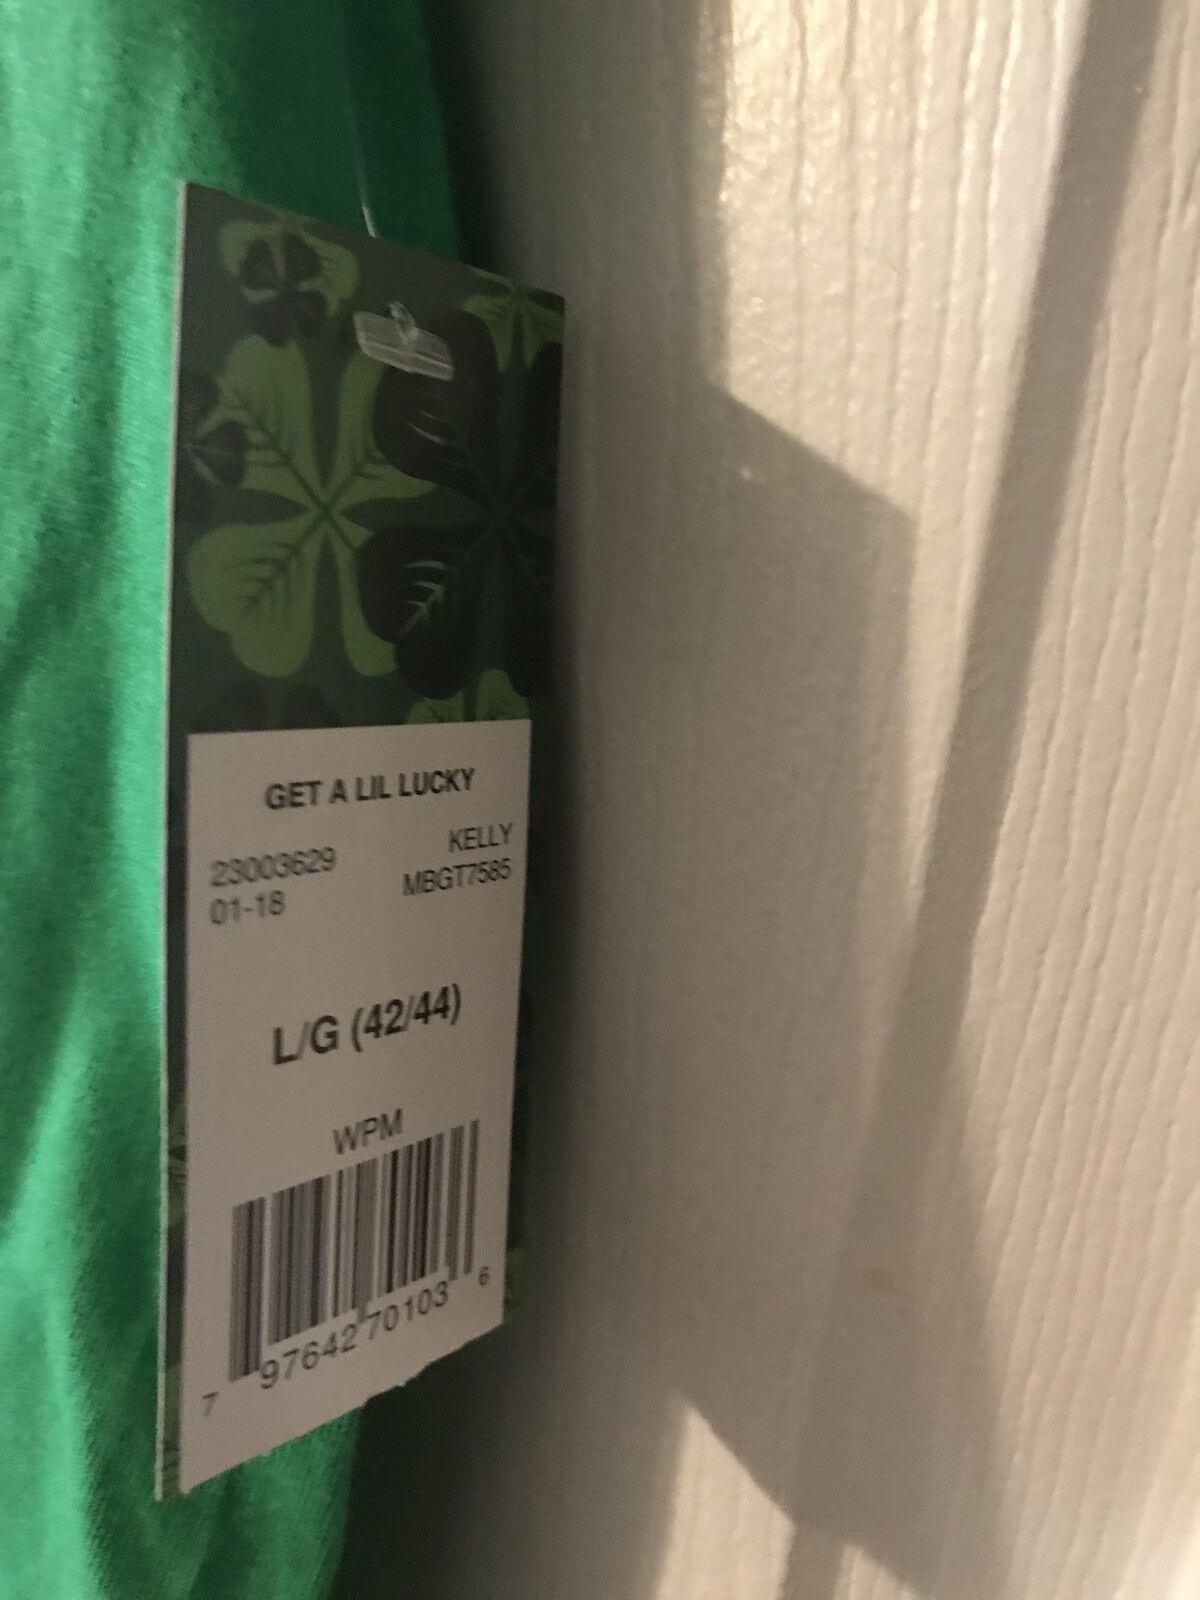 GET A LIL LUCKY
23003629 KELLY
01-18 MBGT7585
L/G (42/44)
WPM
7 97642 70103 6